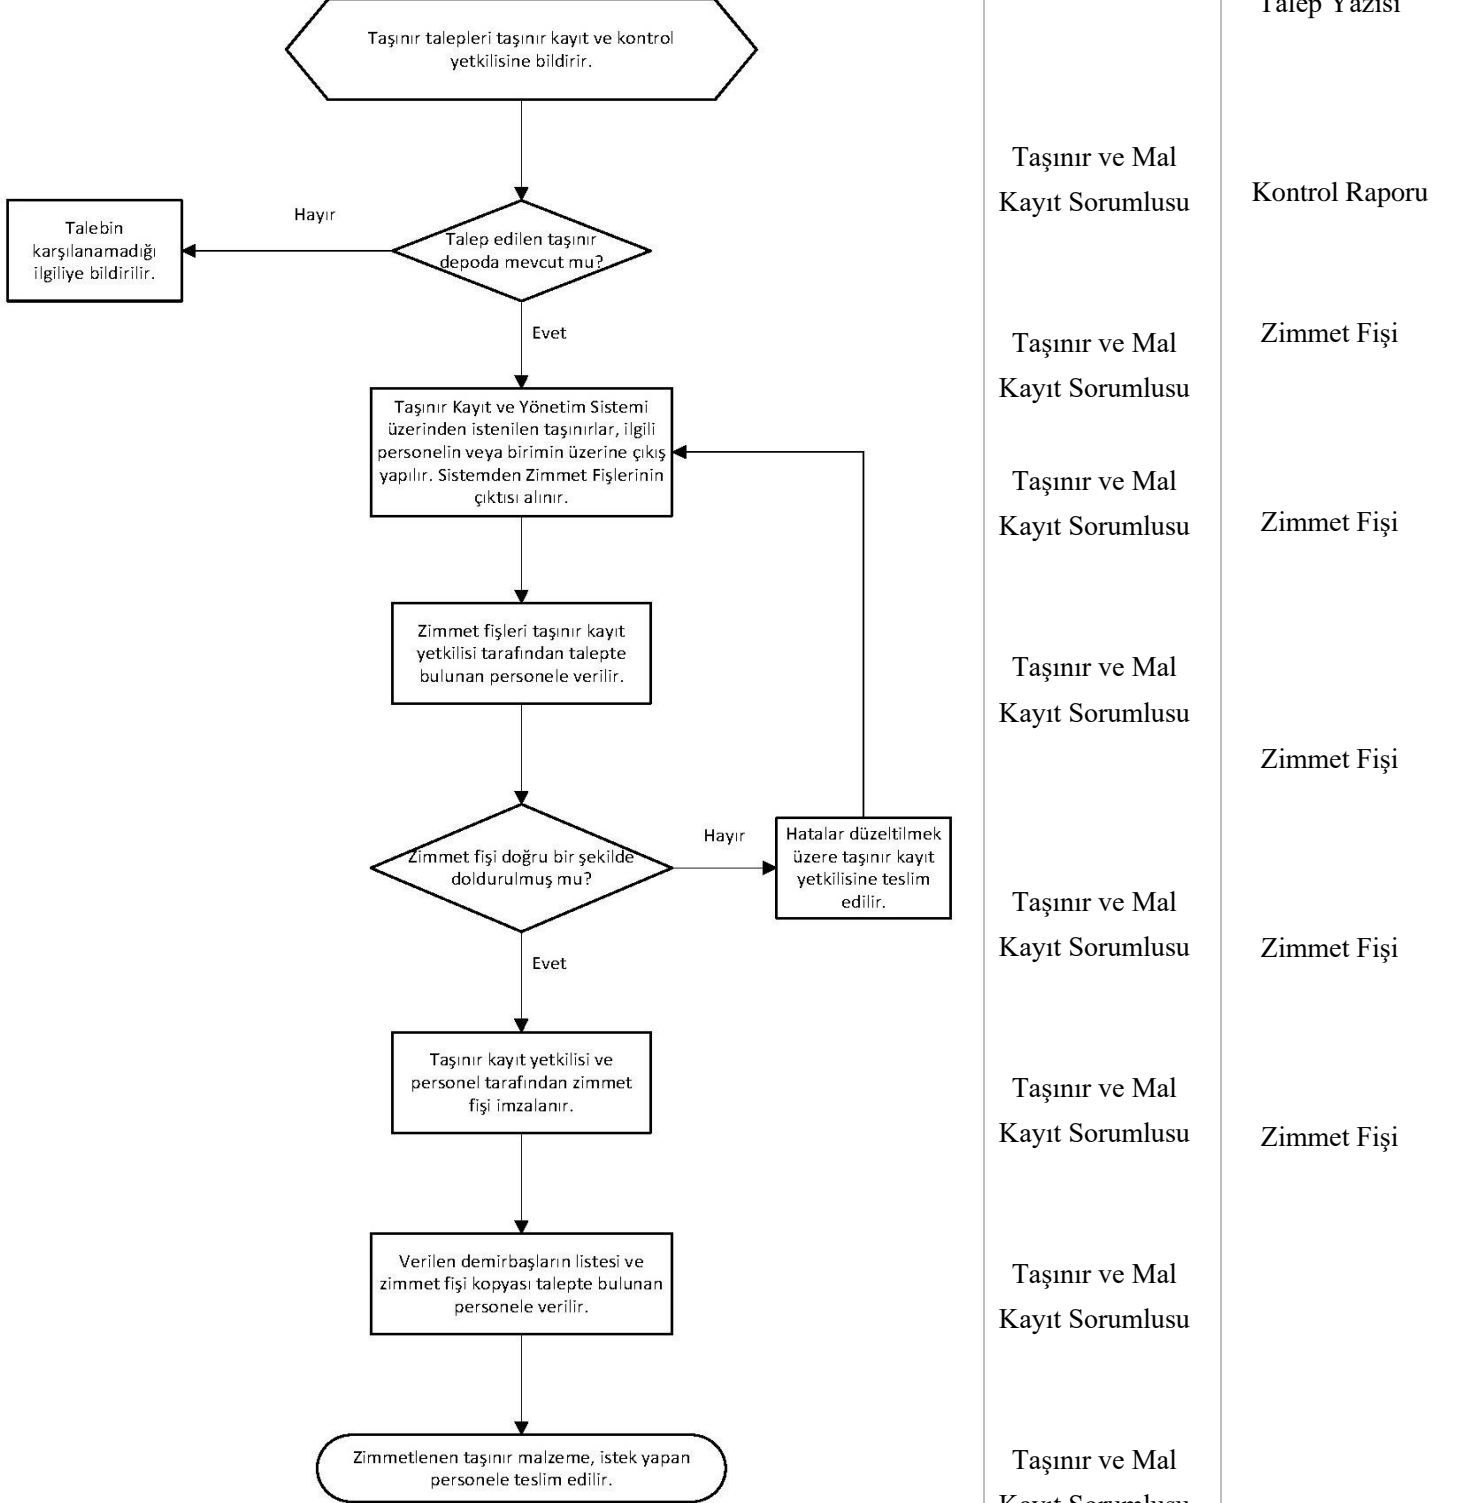 Talep Yazısı
Taşınır talepleri taşınır kayıt ve kontrol
yetkilisine bildirir.
Taşınır ve Mal
Kayıt Sorumlusu
Kontrol Raporu
Hayır
Talebin
karşılanamadığı
ilgiliye bildirilir.
Talep edilen taşınır
depoda mevcut mu?
Evet
Taşınır ve Mal
Kayıt Sorumlusu
Zimmet Fişi
Taşınır Kayıt ve Yönetim Sistemi
üzerinden istenilen taşınırlar, ilgili
personelin veya birimin üzerine çıkış
yapılır. Sistemden Zimmet Fişlerinin
çıktısı alınır.
Taşınır ve Mal
Kayıt Sorumlusu
Zimmet Fişi
Zimmet fişleri taşınır kayıt
yetkilisi tarafından talepte
bulunan personele verilir.
Taşınır ve Mal
Kayıt Sorumlusu
Zimmet Fişi
Zimmet fişi doğru bir şekilde
doldurulmuş mu?
Hayır
Hatalar düzeltilmek
üzere taşınır kayıt
yetkilisine teslim
edilir.
Taşınır ve Mal
Kayıt Sorumlusu
Zimmet Fişi
Evet
Taşınır kayıt yetkilisi ve
personel tarafından zimmet
fişi imzalanır.
Taşınır ve Mal
Kayıt Sorumlusu
Zimmet Fişi
Verilen demirbaşların listesi ve
zimmet fişi kopyası talepte bulunan
personele verilir.
Taşınır ve Mal
Kayıt Sorumlusu
Zimmetlenen taşınır malzeme, istek yapan
personele teslim edilir.
Taşınır ve Mal
Kayıt Sorumlusu